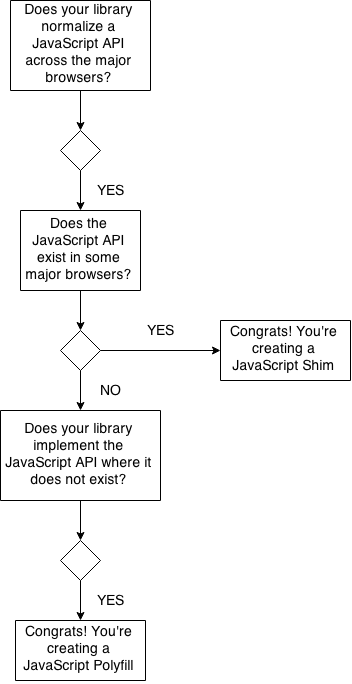 Does your library
normalize a
JavaScript API
across the major
browsers?
YES
Does the
JavaScript API
exist in some
major browsers?
YES
Congrats! You're
creating a
JavaScript Shim
NO
Does your library
implement the
JavaScript API where it
does not exist?
YES
Congrats! You're
creating a
JavaScript Polyfill